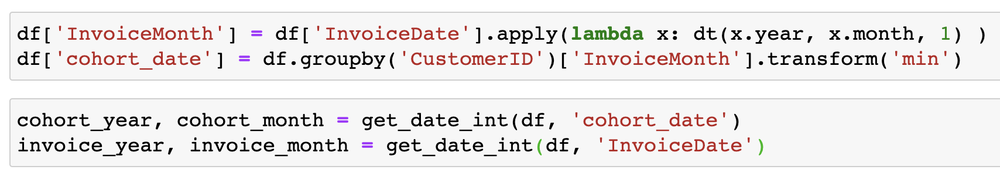 df['InvoiceMonth'] = df['InvoiceDate'].apply(lambda x: dt(x.year, x.month, 1) )
df['cohort_date'] = df.groupby('CustomerID')['InvoiceMonth'].transform('min')
cohort_year, cohort_month = get_date_int(df, 'cohort_date')
invoice_year, invoice_month = get_date_int(df, 'InvoiceDate')